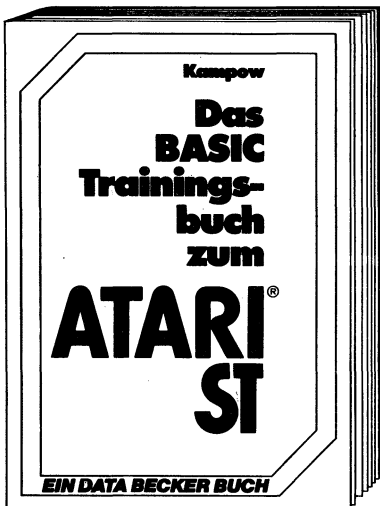 Kampow
Das
BASIC
Trainings-
buch
zum
ATARI®
ST
EIN DATA BECKER BUCH